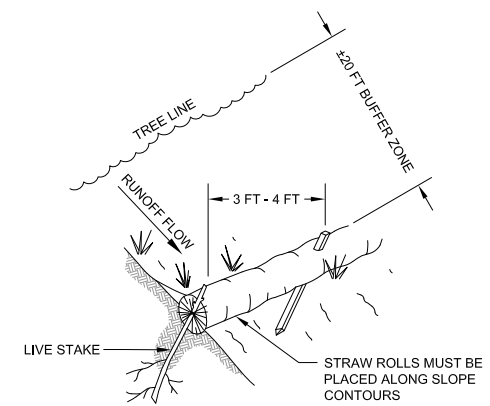 ±20 FT BUFFER ZONE
TREE LINE
RUNOFF FLOW
3 FT - 4 FT
LIVE STAKE
STRAW ROLLS MUST BE
PLACED ALONG SLOPE
CONTOURS